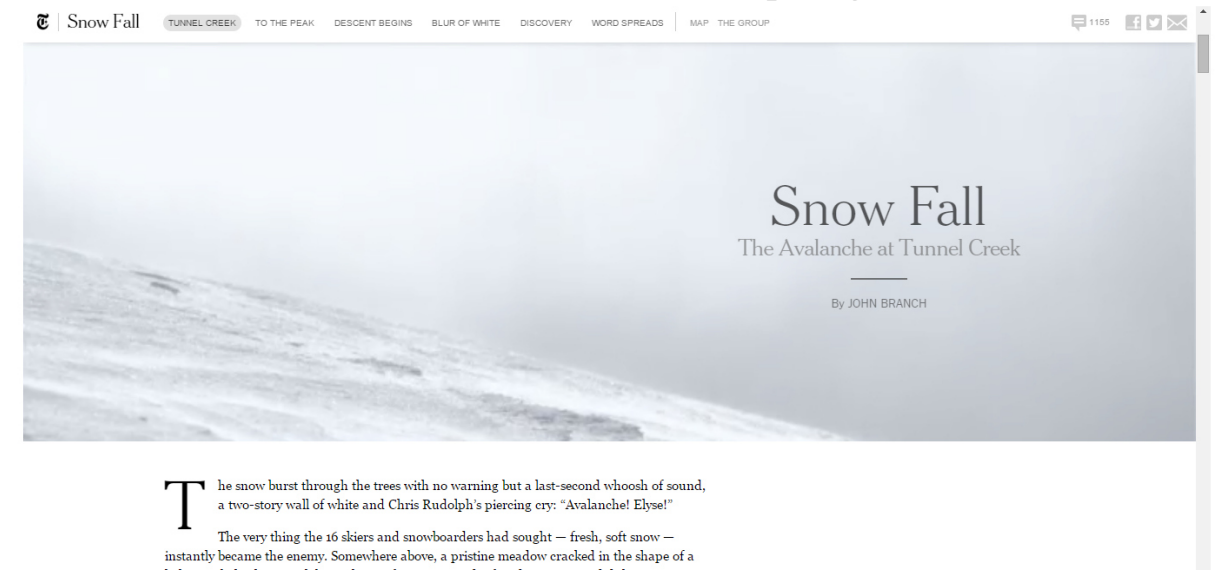 T Snow Fall TUNNEL CREEK TO THE PEAK DESCENT BEGINS BLUR OF WHITE DISCOVERY WORD SPREADS MAP THE GROUP 1155
Snow Fall
The Avalanche at Tunnel Creek
By JOHN BRANCH
The snow burst through the trees with no warning but a last-second whoosh of sound,
a two-story wall of white and Chris Rudolph’s piercing cry: “Avalanche! Elyse!”
The very thing the 16 skiers and snowboarders had sought — fresh, soft snow —
instantly became the enemy. Somewhere above, a pristine meadow cracked in the shape of a